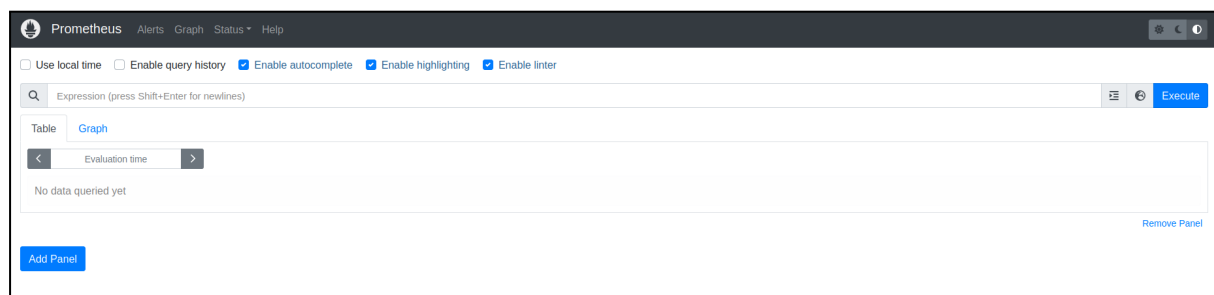 Prometheus Alerts Graph Status Help
Use local time Enable query history Enable autocomplete Enable highlighting Enable linter
Expression (press Shift+Enter for newlines) Execute
Table Graph
Evaluation time
No data queried yet
Remove Panel
Add Panel